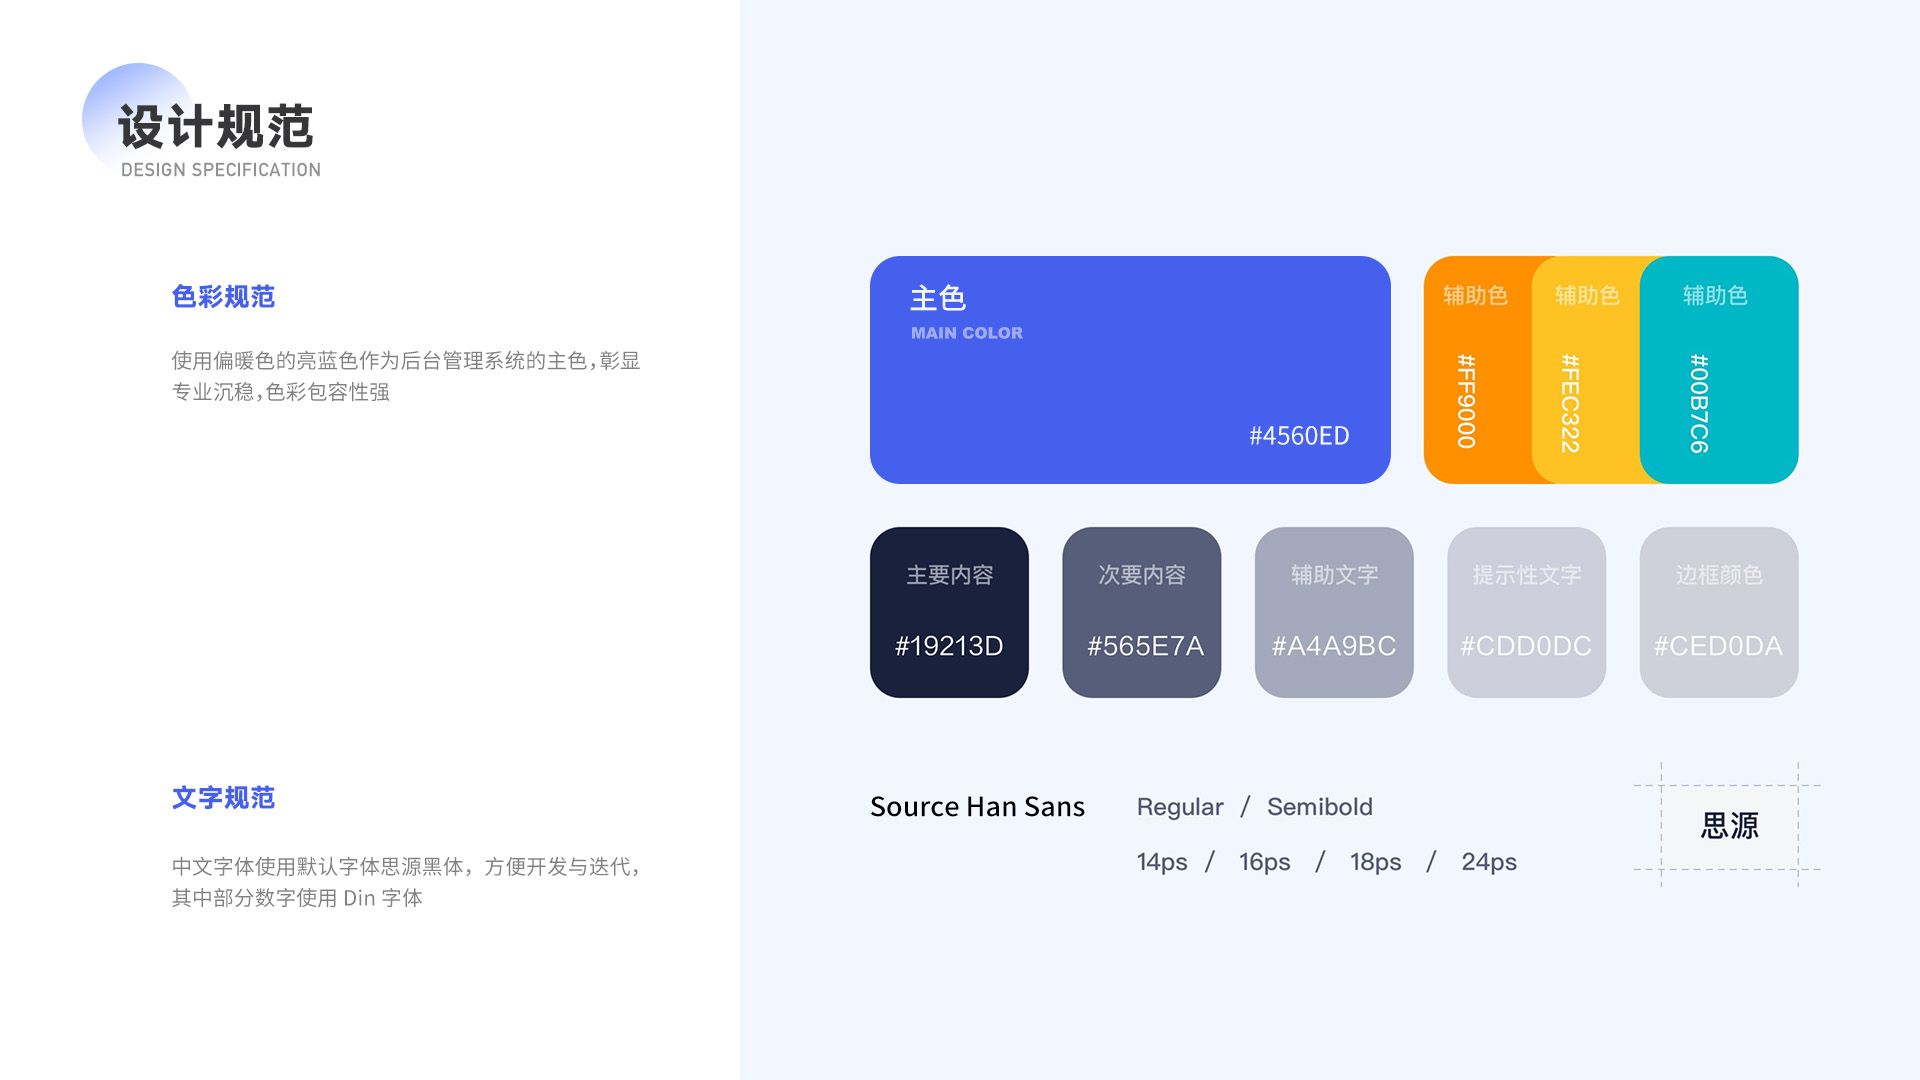 设计规范
DESIGN SPECIFICATION
色彩规范
使用偏暖色的亮蓝色作为后台管理系统的主色,彰显
专业沉稳,色彩包容性强
文字规范
中文字体使用默认字体思源黑体，方便开发与迭代，
其中部分数字使用 Din 字体
主色
MAIN COLOR
#4560ED
辅助色
#FF9000
辅助色
#FEC322
辅助色
#00B7C6
主要内容
#19213D
次要内容
#565E7A
辅助文字
#A4A9BC
提示性文字
#CDD0DC
边框颜色
#CED0DA
Source Han Sans
Regular / Semibold
14ps / 16ps / 18ps / 24ps
思源